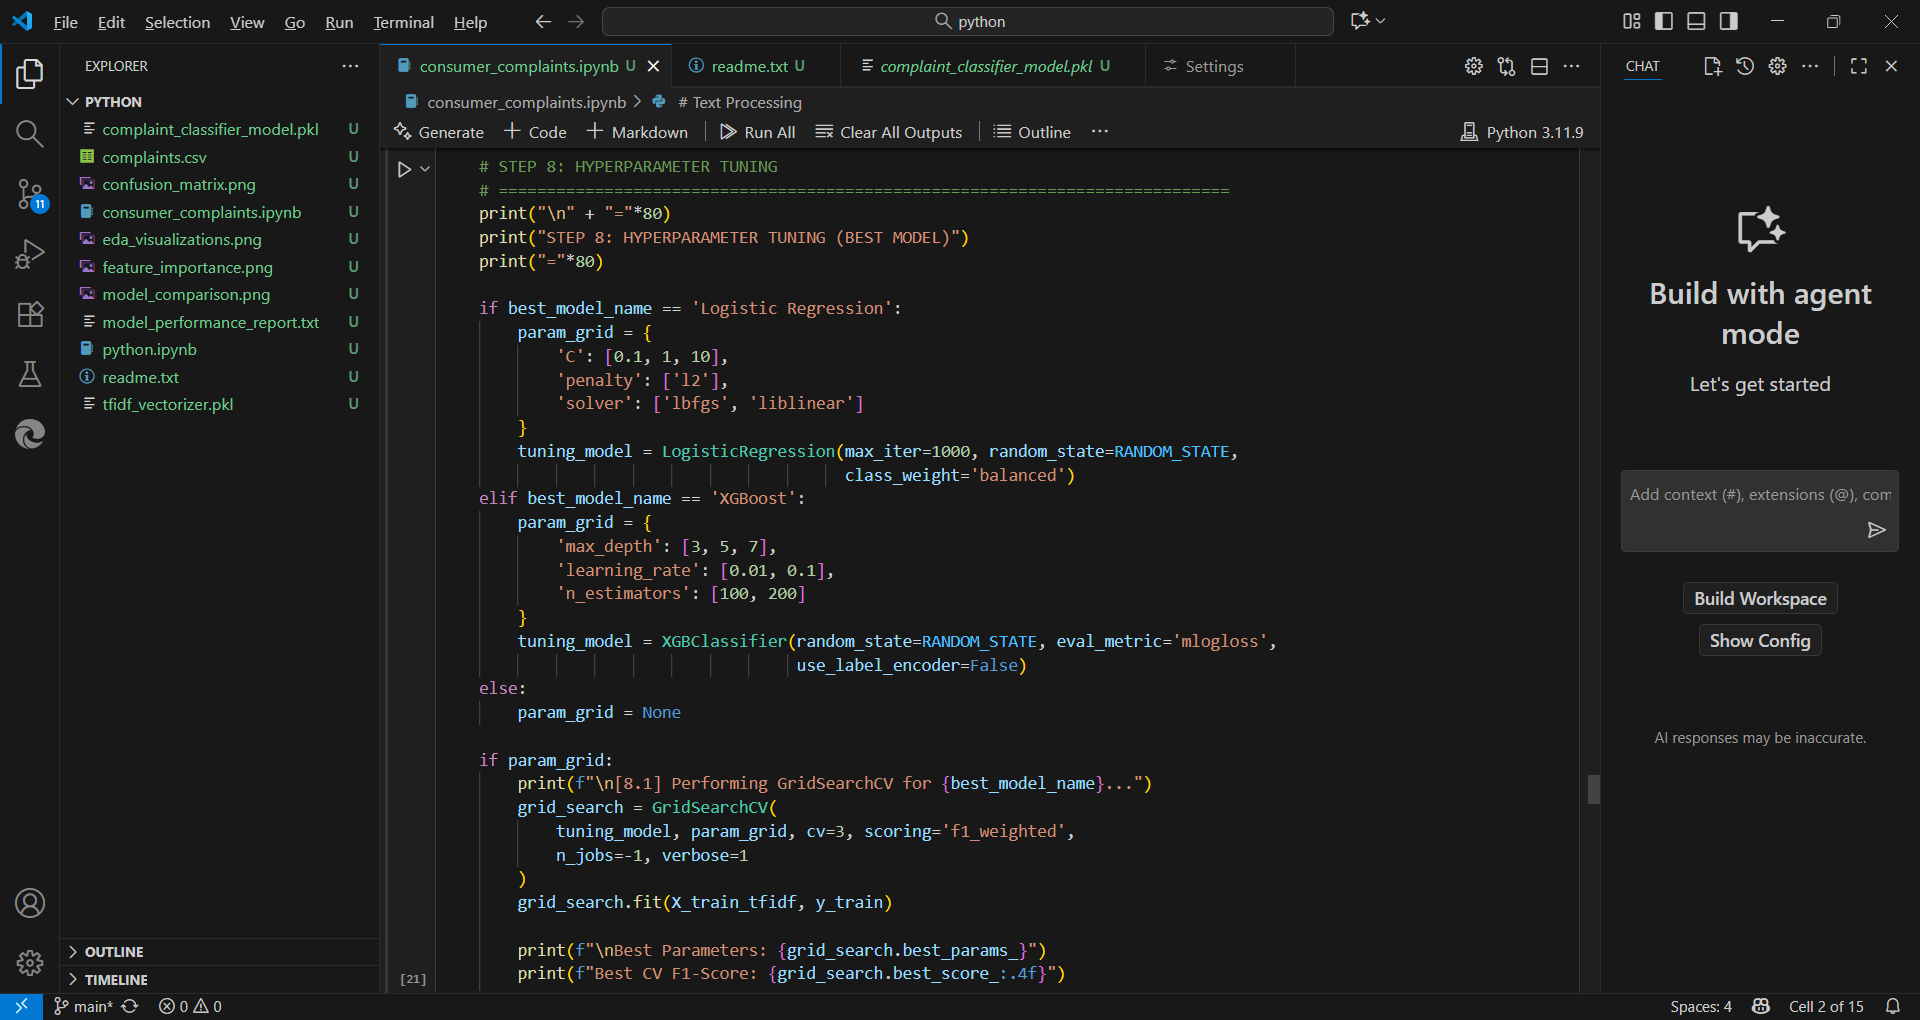 File Edit Selection View Go Run Terminal Help
python
EXPLORER
PYTHON
complaint_classifier_model.pkl U
complaints.csv U
confusion_matrix.png U
consumer_complaints.ipynb U
eda_visualizations.png U
feature_importance.png U
model_comparison.png U
model_performance_report.txt U
python.ipynb U
readme.txt U
tfidf_vectorizer.pkl U
OUTLINE
TIMELINE
11
consumer_complaints.ipynb U
readme.txt U
complaint_classifier_model.pkl U
Settings
consumer_complaints.ipynb > # Text Processing
Generate + Code + Markdown Run All Clear All Outputs Outline ... Python 3.11.9
# STEP 8: HYPERPARAMETER TUNING
# ============================================================================
print("\n" + "="*80)
print("STEP 8: HYPERPARAMETER TUNING (BEST MODEL)")
print("="*80)
if best_model_name == 'Logistic Regression':
param_grid = {
'C': [0.1, 1, 10],
'penalty': ['l2'],
'solver': ['lbfgs', 'liblinear']
}
tuning_model = LogisticRegression(max_iter=1000, random_state=RANDOM_STATE,
class_weight='balanced')
elif best_model_name == 'XGBoost':
param_grid = {
'max_depth': [3, 5, 7],
'learning_rate': [0.01, 0.1],
'n_estimators': [100, 200]
}
tuning_model = XGBClassifier(random_state=RANDOM_STATE, eval_metric='mlogloss',
use_label_encoder=False)
else:
param_grid = None
if param_grid:
print(f"\n[8.1] Performing GridSearchCV for {best_model_name}...")
grid_search = GridSearchCV(
tuning_model, param_grid, cv=3, scoring='f1_weighted',
n_jobs=-1, verbose=1
)
grid_search.fit(X_train_tfidf, y_train)
print(f"\nBest Parameters: {grid_search.best_params_}")
print(f"Best CV F1-Score: {grid_search.best_score_:.4f}")
[21]
CHAT
Build with agent
mode
Let's get started
Add context (#), extensions (@), com
Build Workspace
Show Config
AI responses may be inaccurate.
main* 0 0
Spaces: 4 Cell 2 of 15